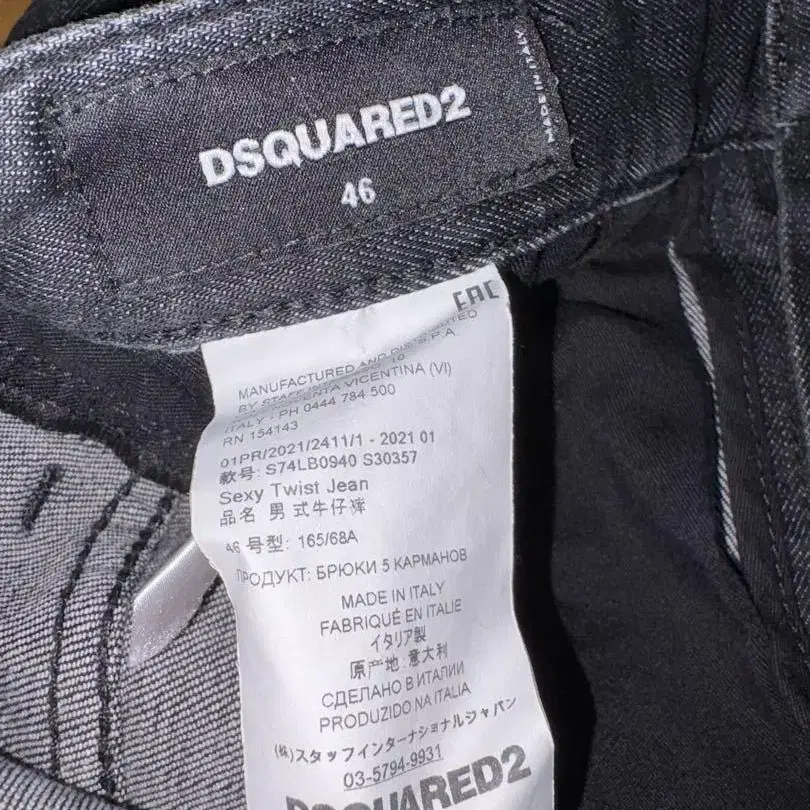 DSQUARED2
46
MADE IN ITALY
EAC
MANUFACTURED AND DISTRIBUTED
BY STAFF S.P.A.
10
VICENTINA (VI)
ITALY - PH 0444 784 500
RN 154143
01PR/2021/2411/1 - 2021 01
款号: S74LB0940 S30357
Sexy Twist Jean
品名 男式牛仔裤
46 号型: 165/68A
ПРОДУКТ: БРЮКИ 5 КАРМАНОВ
MADE IN ITALY
FABRIQUÉ EN ITALIE
イタリア製
原产地:意大利
СДЕЛАНО В ИТАЛИИ
PRODUZIDO NA ITALIA
(株)スタッフインターナショナルジャパン
03-5794-9931
DSQUARED2